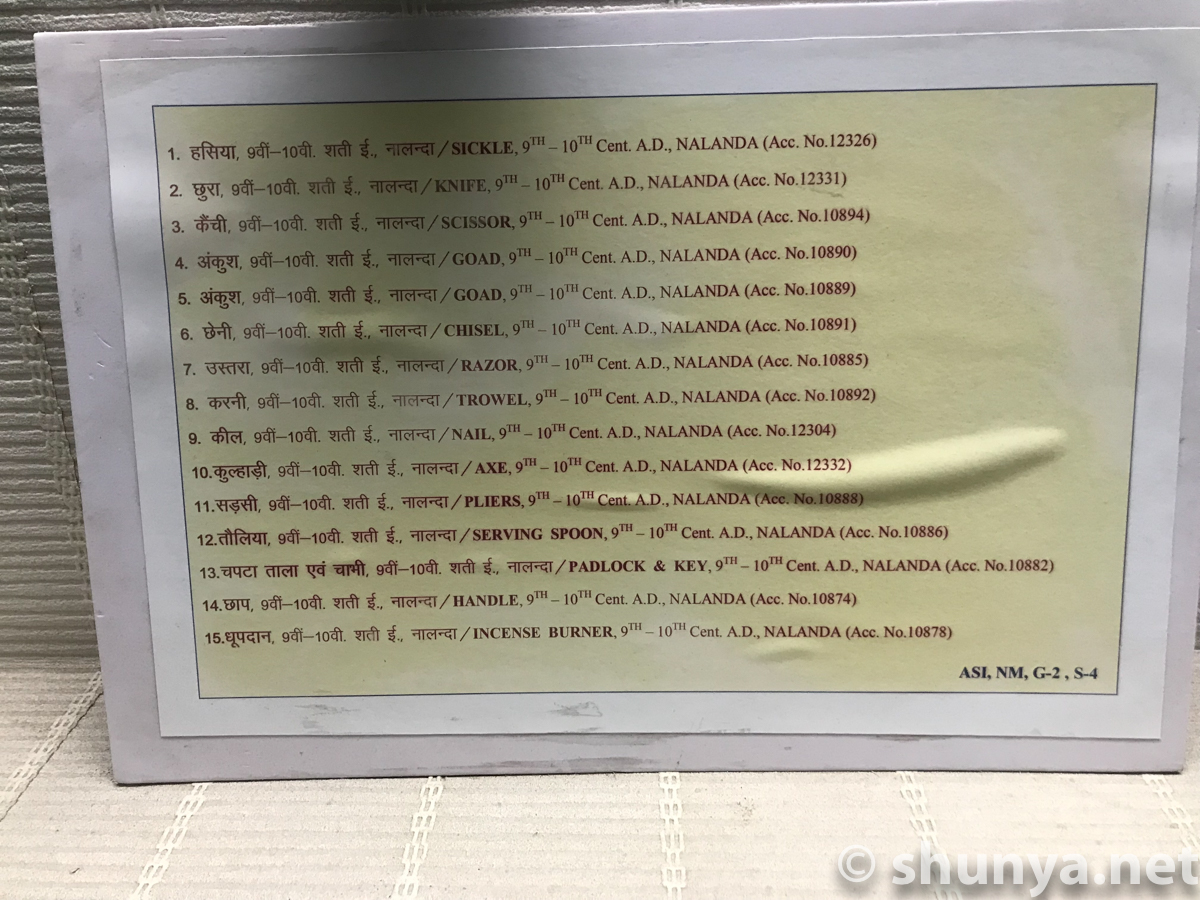 1. हसिया, 9वीं–10वी. शती ई., नालन्दा/SICKLE, 9TH – 10TH Cent. A.D., NALANDA (Acc. No.12326)
2. छुरा, 9वीं–10वी. शती ई., नालन्दा/KNIFE, 9TH – 10TH Cent. A.D., NALANDA (Acc. No.12331)
3. कैंची, 9वीं–10वी. शती ई., नालन्दा/SCISSOR, 9TH – 10TH Cent. A.D., NALANDA (Acc. No.10894)
4. अंकुश, 9वीं–10वी. शती ई., नालन्दा/GOAD, 9TH – 10TH Cent. A.D., NALANDA (Acc. No.10890)
5. अंकुश, 9वीं–10वी. शती ई., नालन्दा/GOAD, 9TH – 10TH Cent. A.D., NALANDA (Acc. No.10889)
6. छेनी, 9वीं–10वी. शती ई., नालन्दा/CHISEL, 9TH – 10TH Cent. A.D., NALANDA (Acc. No.10891)
7. उस्तरा, 9वीं–10वी. शती ई., नालन्दा/RAZOR, 9TH – 10TH Cent. A.D., NALANDA (Acc. No.10885)
8. करनी, 9वीं–10वी. शती ई., नालन्दा/TROWEL, 9TH – 10TH Cent. A.D., NALANDA (Acc. No.10892)
9. कील, 9वीं–10वी. शती ई., नालन्दा/NAIL, 9TH – 10TH Cent. A.D., NALANDA (Acc. No.12304)
10.कुल्हाड़ी, 9वीं–10वी. शती ई., नालन्दा/AXE, 9TH – 10TH Cent. A.D., NALANDA (Acc. No.12332)
11.सड़सी, 9वीं–10वी. शती ई., नालन्दा/PLIERS, 9TH – 10TH Cent. A.D., NALANDA (Acc. No.10888)
12.तौलिया, 9वीं–10वी. शती ई., नालन्दा/SERVING SPOON, 9TH – 10TH Cent. A.D., NALANDA (Acc. No.10886)
13.चपटा ताला एवं चाभी, 9वीं–10वी. शती ई., नालन्दा/PADLOCK & KEY, 9TH – 10TH Cent. A.D., NALANDA (Acc. No.10882)
14.छाप, 9वीं–10वी. शती ई., नालन्दा/HANDLE, 9TH – 10TH Cent. A.D., NALANDA (Acc. No.10874)
15.धूपदान, 9वीं–10वी. शती ई., नालन्दा/INCENSE BURNER, 9TH – 10TH Cent. A.D., NALANDA (Acc. No.10878)
ASI, NM, G-2 , S-4
© shunya.net